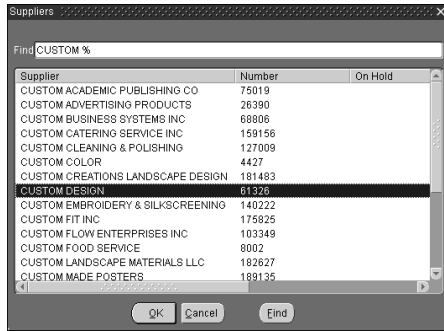 Suppliers
Find CUSTOM %
Supplier Number On Hold
CUSTOM ACADEMIC PUBLISHING CO 75019
CUSTOM ADVERTISING PRODUCTS 26390
CUSTOM BUSINESS SYSTEMS INC 68806
CUSTOM CATERING SERVICE INC 159156
CUSTOM CLEANING & POLISHING 127009
CUSTOM COLOR 4427
CUSTOM CREATIONS LANDSCAPE DESIGN 181483
CUSTOM DESIGN 61326
CUSTOM EMBROIDERY & SILKSCREENING 140222
CUSTOM FIT INC 175825
CUSTOM FLOW ENTERPRISES INC 103349
CUSTOM FOOD SERVICE 8002
CUSTOM LANDSCAPE MATERIALS LLC 182627
CUSTOM MADE POSTERS 189135
OK Cancel Find